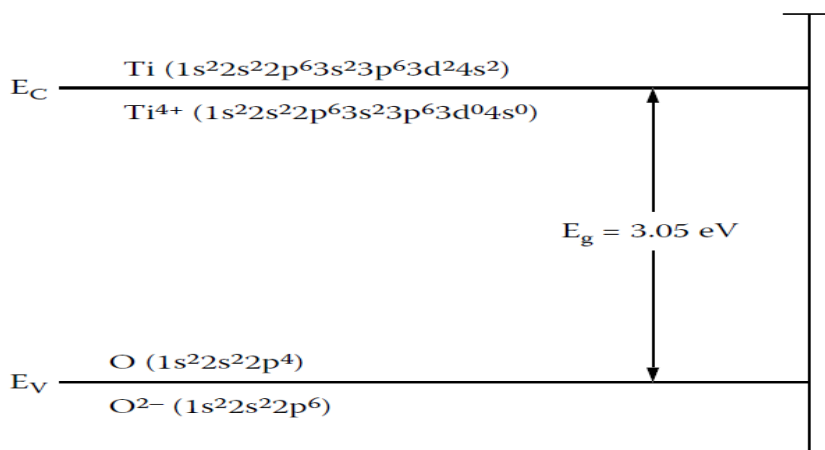 Ti (1s²2s²2p⁶3s²3p⁶3d²4s²)
E_C
Ti⁴⁺ (1s²2s²2p⁶3s²3p⁶3d⁰4s⁰)
E_g = 3.05 eV
O (1s²2s²2p⁴)
E_V
O²⁻ (1s²2s²2p⁶)